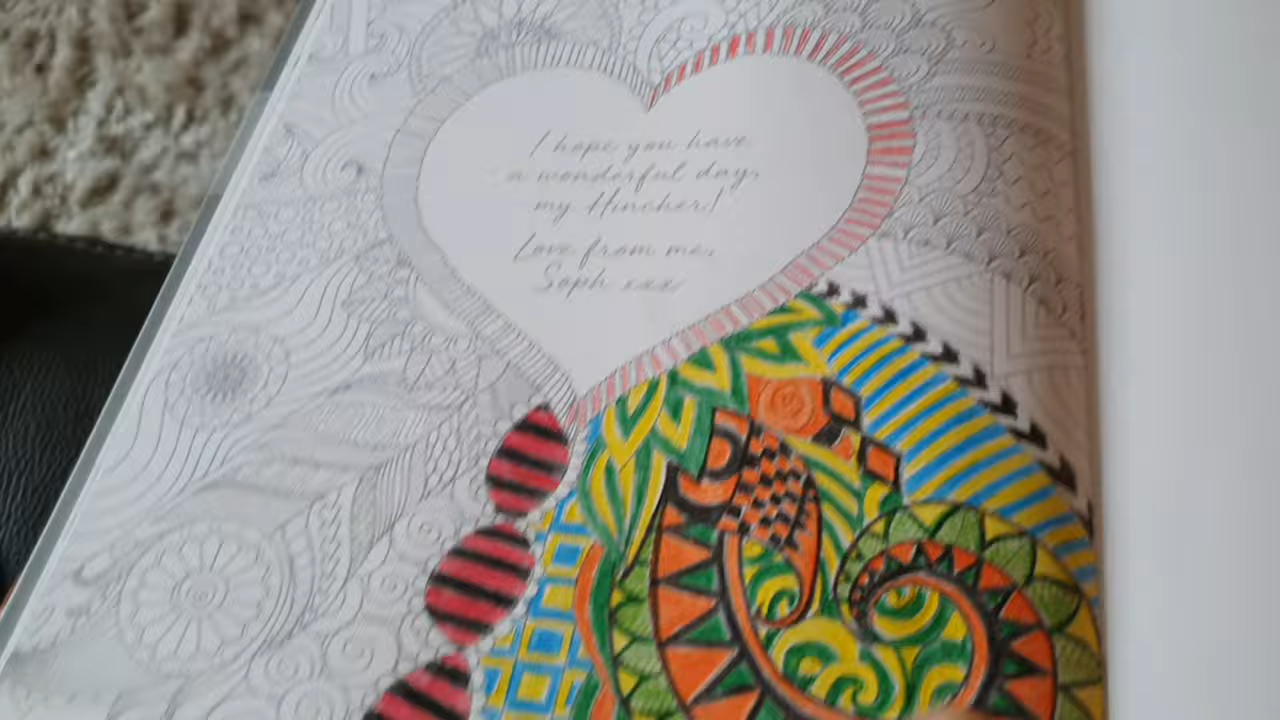 I hope you have
a wonderful day,
my Hincher!
Love from me,
Soph xxx